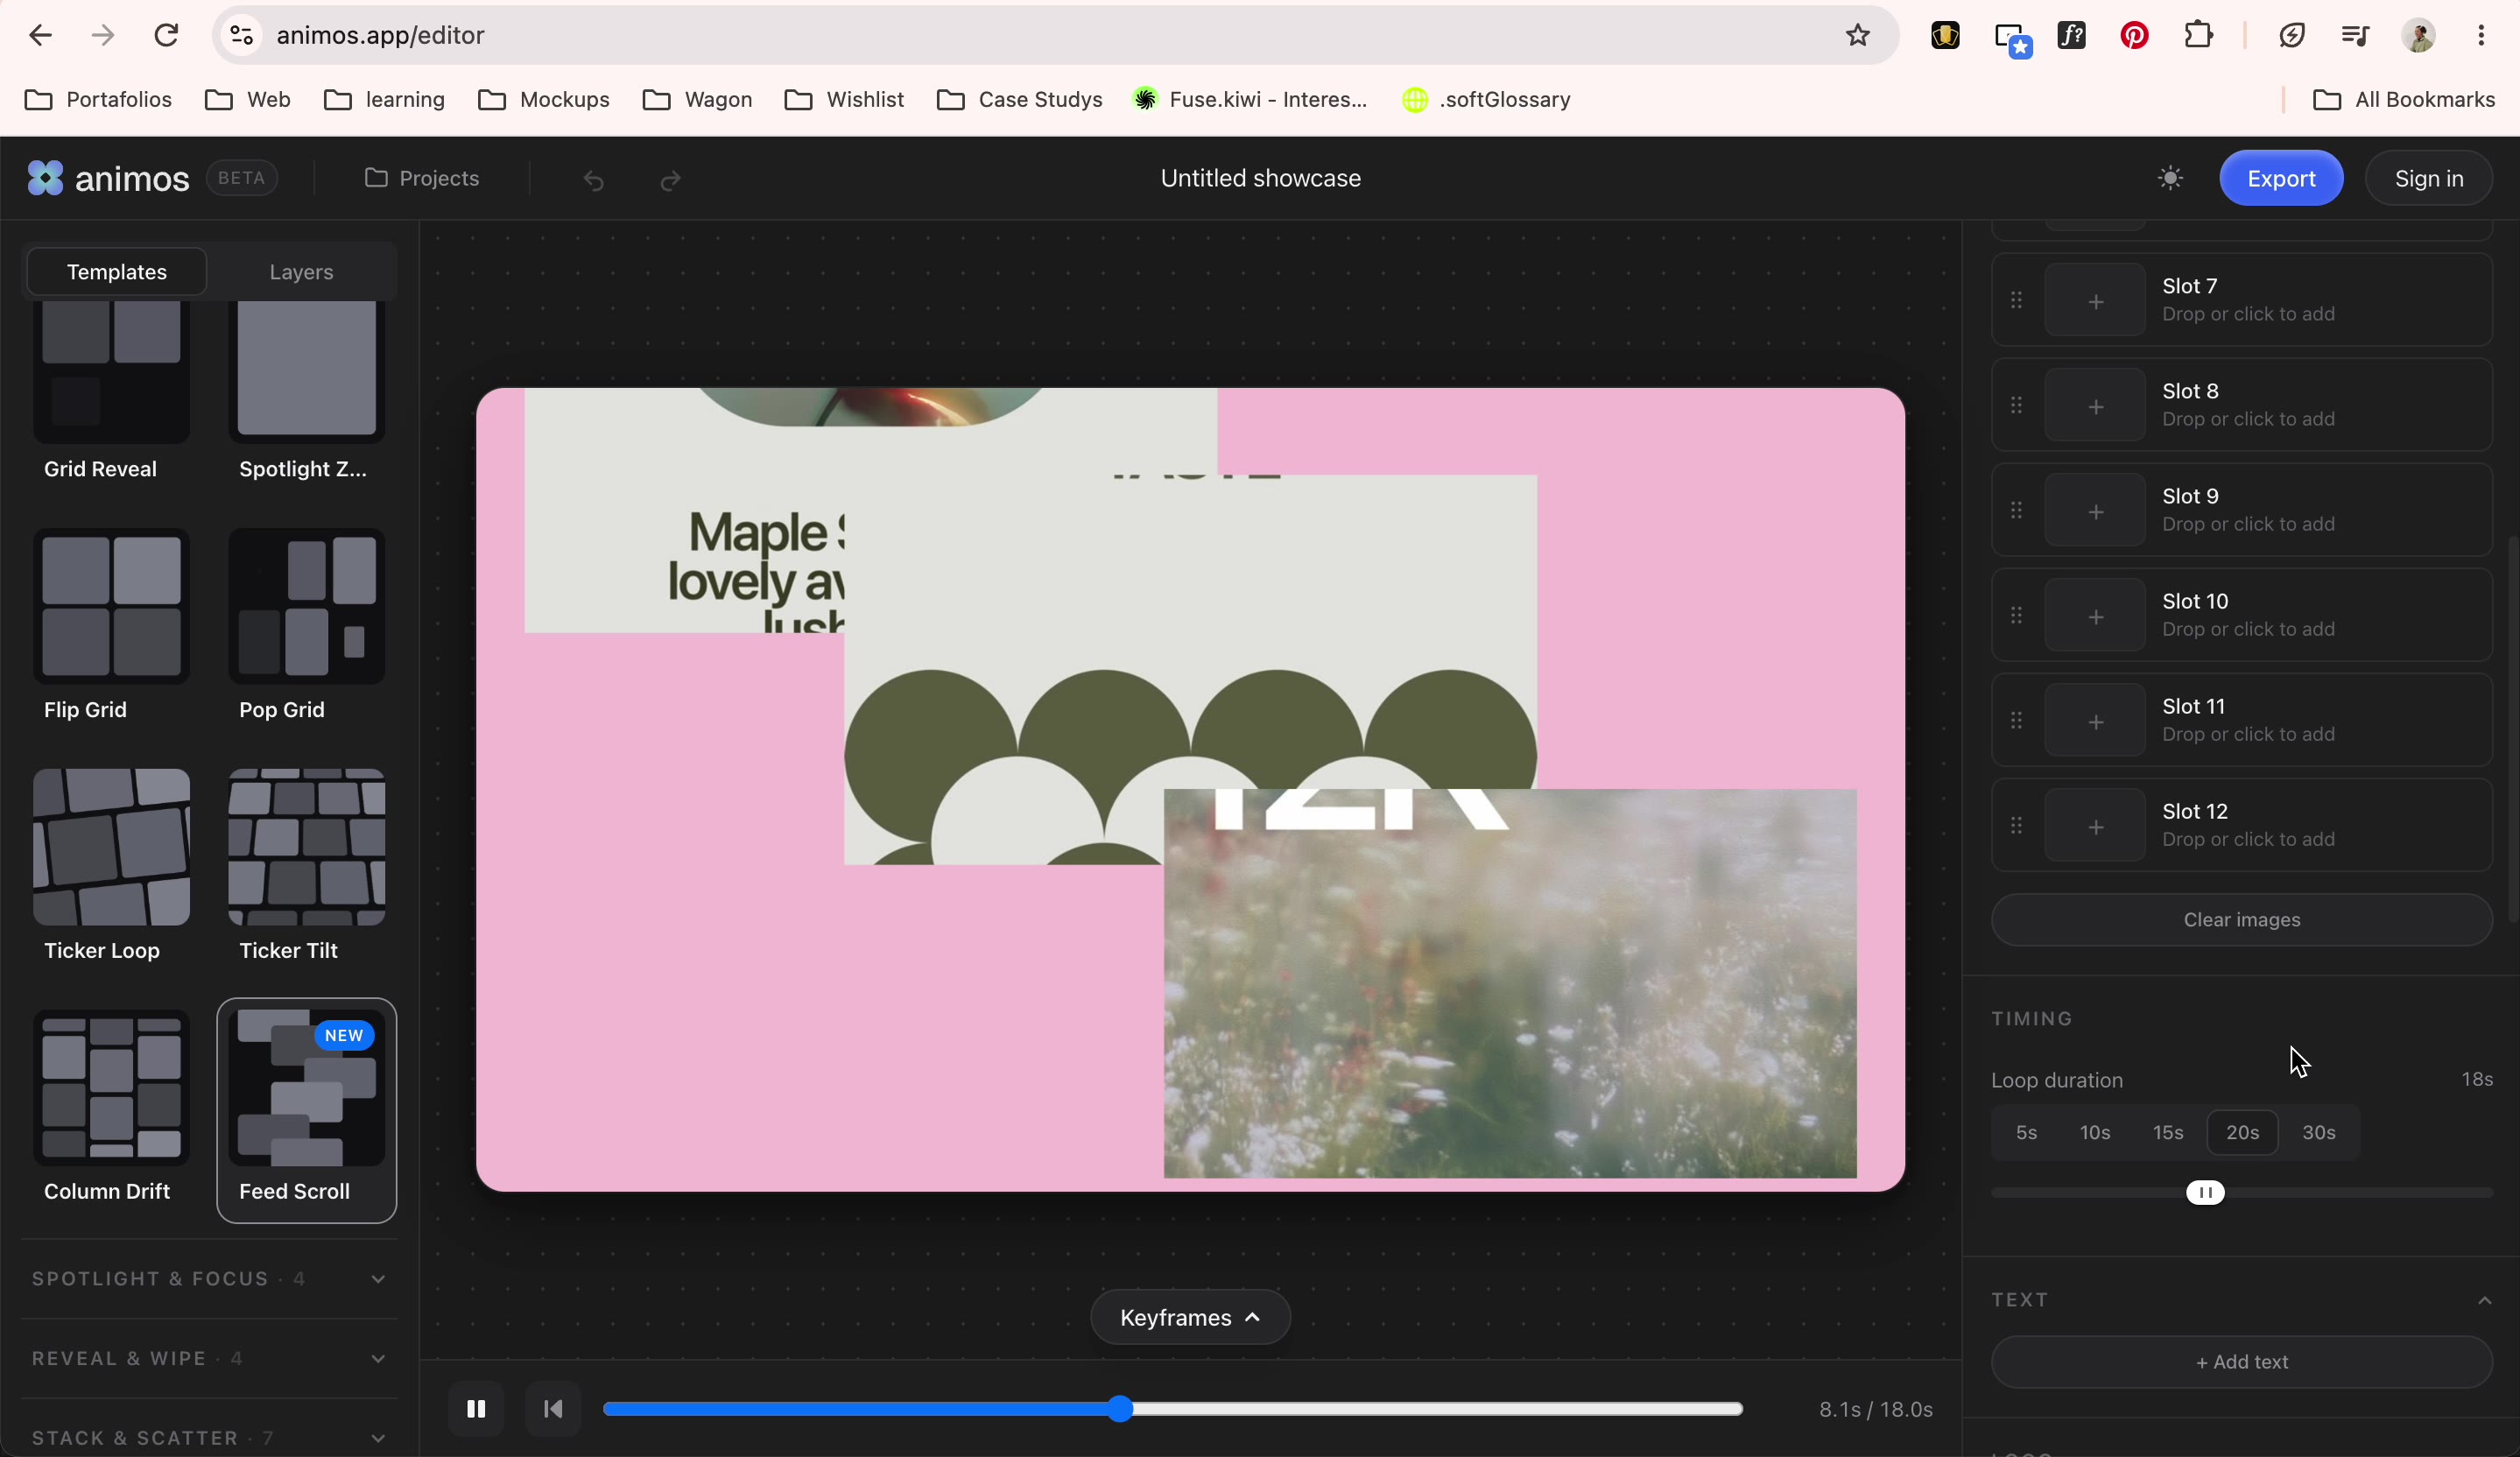 animos.app/editor
Portafolios
Web
learning
Mockups
Wagon
Wishlist
Case Studys
Fuse.kiwi - Interes...
.softGlossary
All Bookmarks
animos
BETA
Projects
Untitled showcase
Export
Sign in
Templates
Layers
Grid Reveal
Spotlight Z...
Flip Grid
Pop Grid
Ticker Loop
Ticker Tilt
NEW
Column Drift
Feed Scroll
SPOTLIGHT & FOCUS · 4
REVEAL & WIPE · 4
STACK & SCATTER · 7
Maple
lovely
Keyframes
8.1s / 18.0s
Slot 7
Drop or click to add
Slot 8
Drop or click to add
Slot 9
Drop or click to add
Slot 10
Drop or click to add
Slot 11
Drop or click to add
Slot 12
Drop or click to add
Clear images
TIMING
Loop duration
18s
5s
10s
15s
20s
30s
TEXT
+ Add text